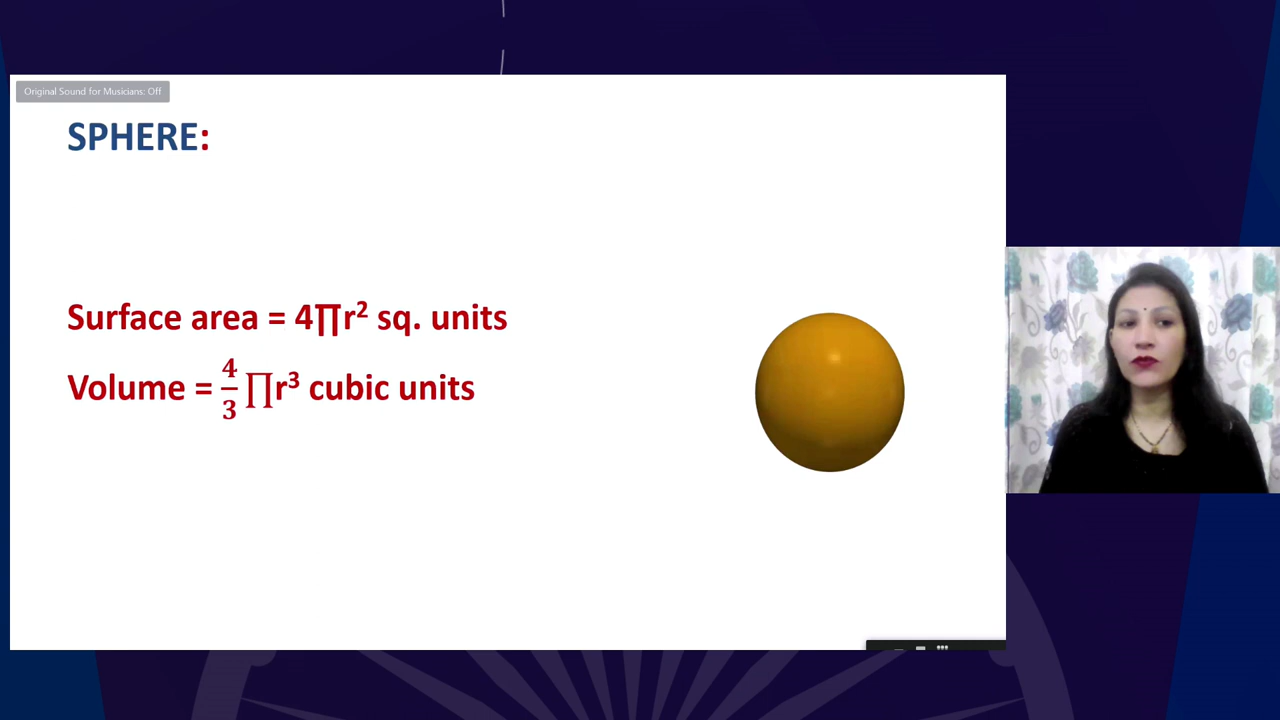 Original Sound for Musicians: Off
SPHERE:
Surface area = 4∏r² sq. units
Volume = 4/3 ∏r³ cubic units